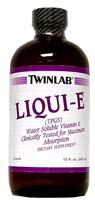 TWINLAB®
LIQUI-E
(TPGS)
Water Soluble Vitamin E
Clinically Tested for Maximum
Absorption
DIETARY SUPPLEMENT